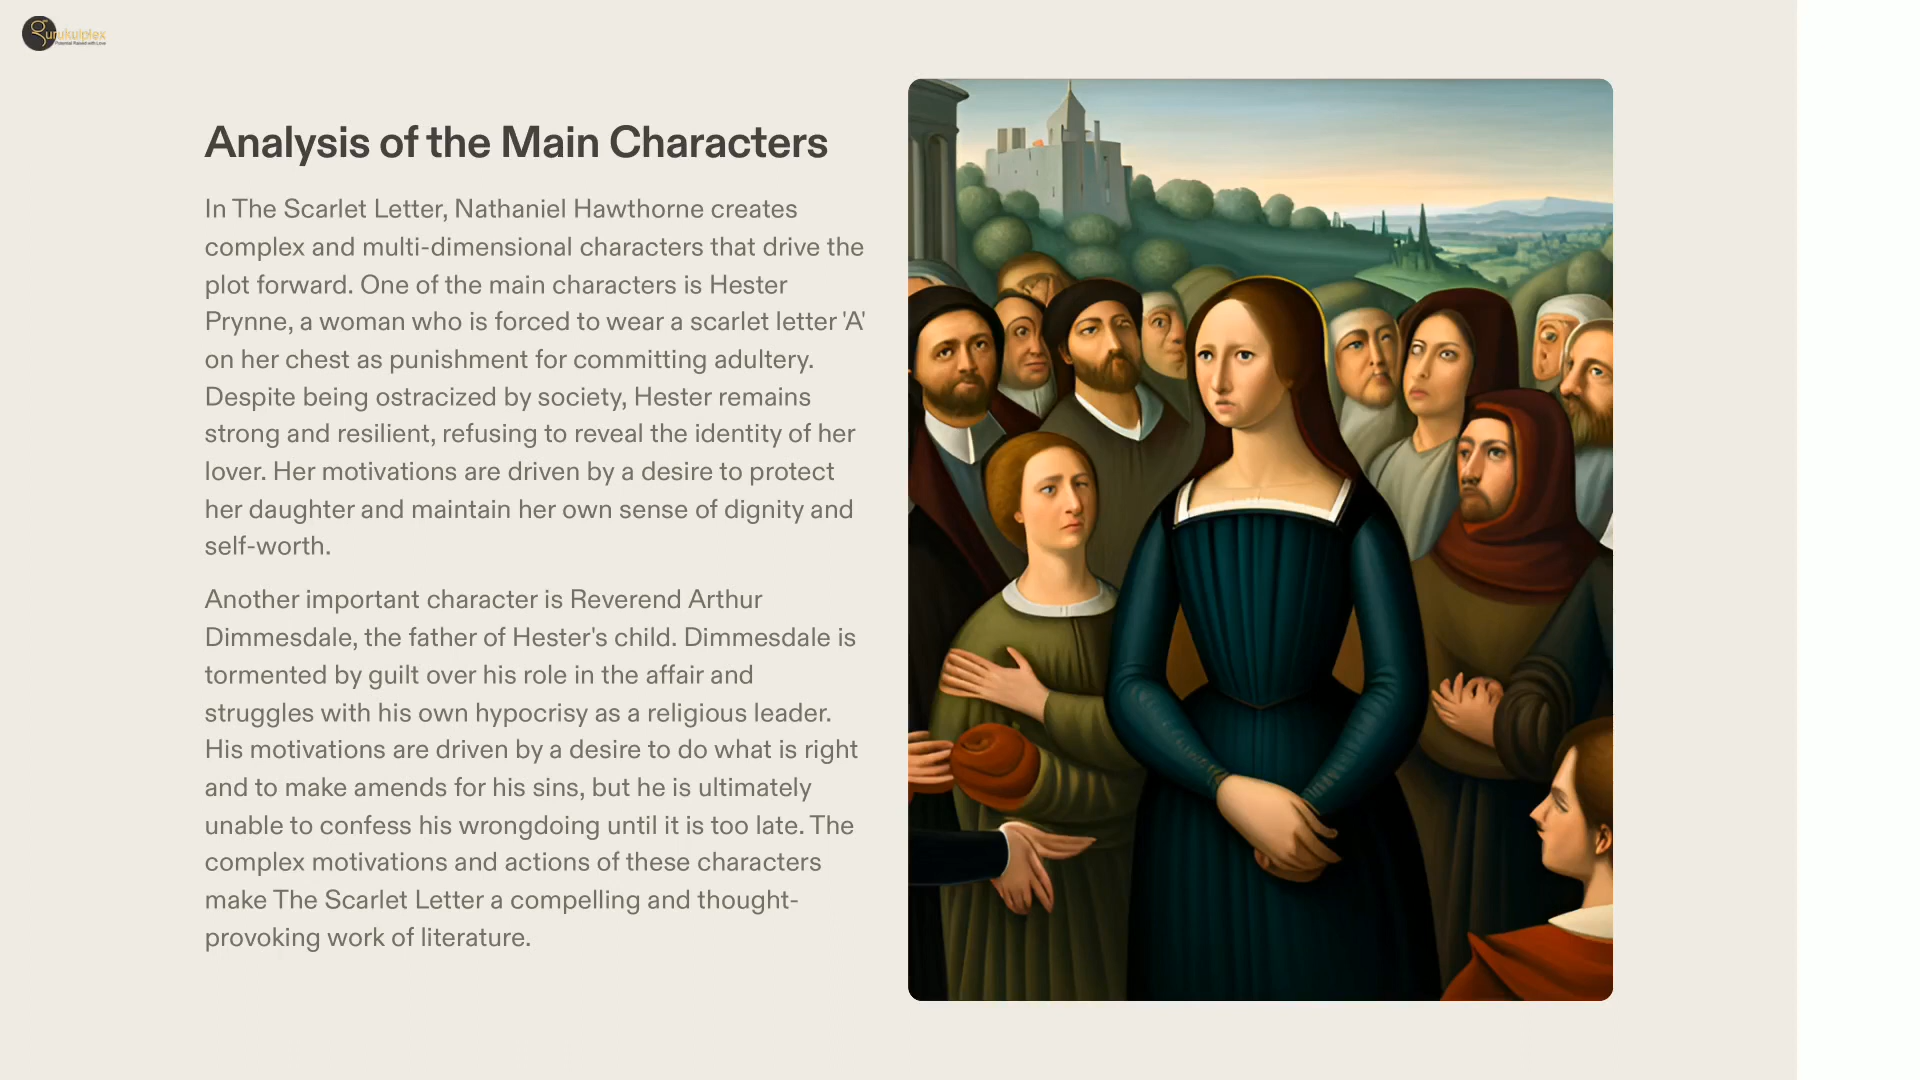 gurukulplex
Potential Raised with Love
Analysis of the Main Characters
In The Scarlet Letter, Nathaniel Hawthorne creates
complex and multi-dimensional characters that drive the
plot forward. One of the main characters is Hester
Prynne, a woman who is forced to wear a scarlet letter 'A'
on her chest as punishment for committing adultery.
Despite being ostracized by society, Hester remains
strong and resilient, refusing to reveal the identity of her
lover. Her motivations are driven by a desire to protect
her daughter and maintain her own sense of dignity and
self-worth.
Another important character is Reverend Arthur
Dimmesdale, the father of Hester's child. Dimmesdale is
tormented by guilt over his role in the affair and
struggles with his own hypocrisy as a religious leader.
His motivations are driven by a desire to do what is right
and to make amends for his sins, but he is ultimately
unable to confess his wrongdoing until it is too late. The
complex motivations and actions of these characters
make The Scarlet Letter a compelling and thought-
provoking work of literature.